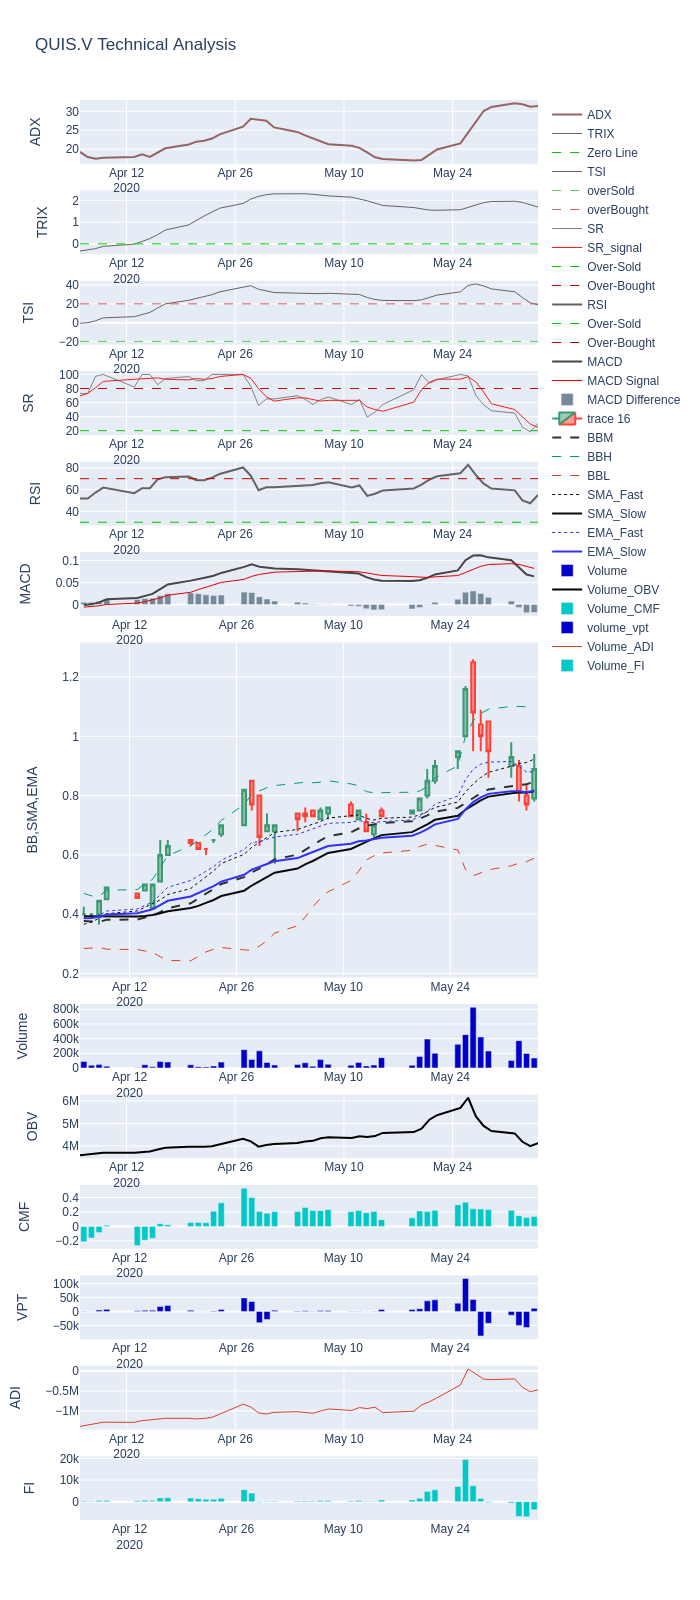 QUIS.V Technical Analysis
ADX
30
25
20
Apr 12
2020
Apr 26
May 10
May 24
TRIX
2
1
0
Apr 12
2020
Apr 26
May 10
May 24
TSI
40
20
0
−20
Apr 12
2020
Apr 26
May 10
May 24
SR
100
80
60
40
20
Apr 12
2020
Apr 26
May 10
May 24
RSI
80
60
40
Apr 12
2020
Apr 26
May 10
May 24
MACD
0.1
0.05
0
Apr 12
2020
Apr 26
May 10
May 24
BB,SMA,EMA
1.2
1
0.8
0.6
0.4
0.2
Apr 12
2020
Apr 26
May 10
May 24
Volume
800k
600k
400k
200k
0
Apr 12
2020
Apr 26
May 10
May 24
OBV
6M
5M
4M
Apr 12
2020
Apr 26
May 10
May 24
CMF
0.4
0.2
0
−0.2
Apr 12
2020
Apr 26
May 10
May 24
VPT
100k
50k
0
−50k
Apr 12
2020
Apr 26
May 10
May 24
ADI
0
−0.5M
−1M
Apr 12
2020
Apr 26
May 10
May 24
FI
20k
10k
0
Apr 12
2020
Apr 26
May 10
May 24
ADX
TRIX
Zero Line
TSI
overSold
overBought
SR
SR_signal
Over-Sold
Over-Bought
RSI
Over-Sold
Over-Bought
MACD
MACD Signal
MACD Difference
trace 16
BBM
BBH
BBL
SMA_Fast
SMA_Slow
EMA_Fast
EMA_Slow
Volume
Volume_OBV
Volume_CMF
volume_vpt
Volume_ADI
Volume_FI